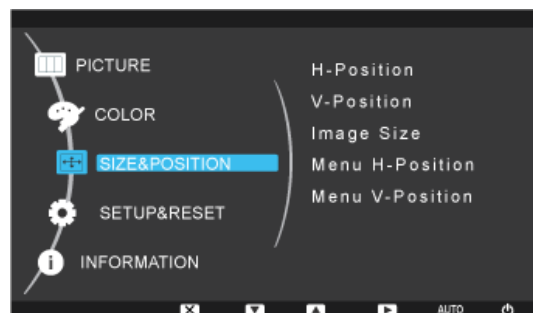 PICTURE
COLOR
SIZE&POSITION
SETUP&RESET
INFORMATION
H-Position
V-Position
Image Size
Menu H-Position
Menu V-Position
AUTO